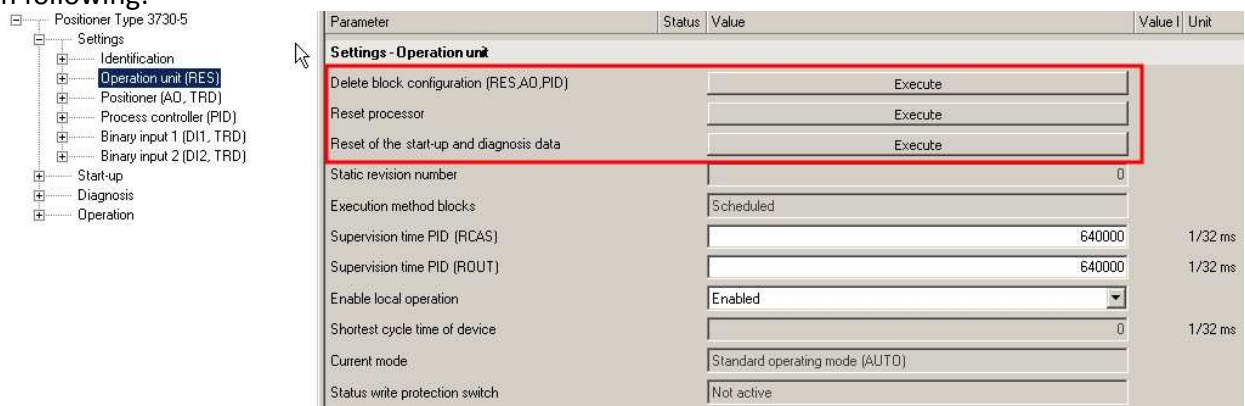 n following:
Positioner Type 3730-5
Settings
Identification
Operation unit (RES)
Positioner (AO, TRD)
Process controller (PID)
Binary input 1 (DI1, TRD)
Binary input 2 (DI2, TRD)
Start-up
Diagnosis
Operation
Parameter Status Value Value I Unit
Settings - Operation unit
Delete block configuration (RES,AO,PID) Execute
Reset processor Execute
Reset of the start-up and diagnosis data Execute
Static revision number 0
Execution method blocks Scheduled
Supervision time PID (RCAS) 640000 1/32 ms
Supervision time PID (ROUT) 640000 1/32 ms
Enable local operation Enabled
Shortest cycle time of device 0 1/32 ms
Current mode Standard operating mode (AUTO)
Status write protection switch Not active